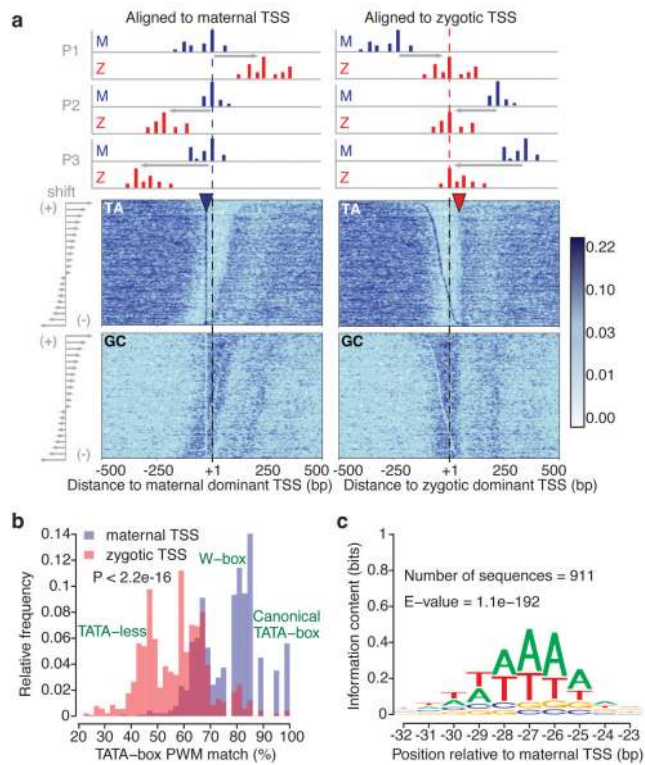 a
Aligned to maternal TSS
Aligned to zygotic TSS
P1
M
M
Z
Z
P2
M
M
Z
Z
P3
M
M
Z
Z
shift
(+)
TA
TA
(-)
(+)
GC
GC
(-)
0.22
0.10
0.03
0.01
0.00
-500 -250 +1 250 500
-500 -250 +1 250 500
Distance to maternal dominant TSS (bp)
Distance to zygotic dominant TSS (bp)
b
0.14
0.12
0.1
0.08
0.06
0.04
0.02
0
Relative frequency
maternal TSS
zygotic TSS
P < 2.2e-16
W-box
TATA-less
Canonical
TATA-box
20 30 40 50 60 70 80 90 100
TATA-box PWM match (%)
c
1
0.8
0.6
0.4
0.2
0
Information content (bits)
Number of sequences = 911
E-value = 1.1e-192
-32 -31 -30 -29 -28 -27 -26 -25 -24 -23
Position relative to maternal TSS (bp)